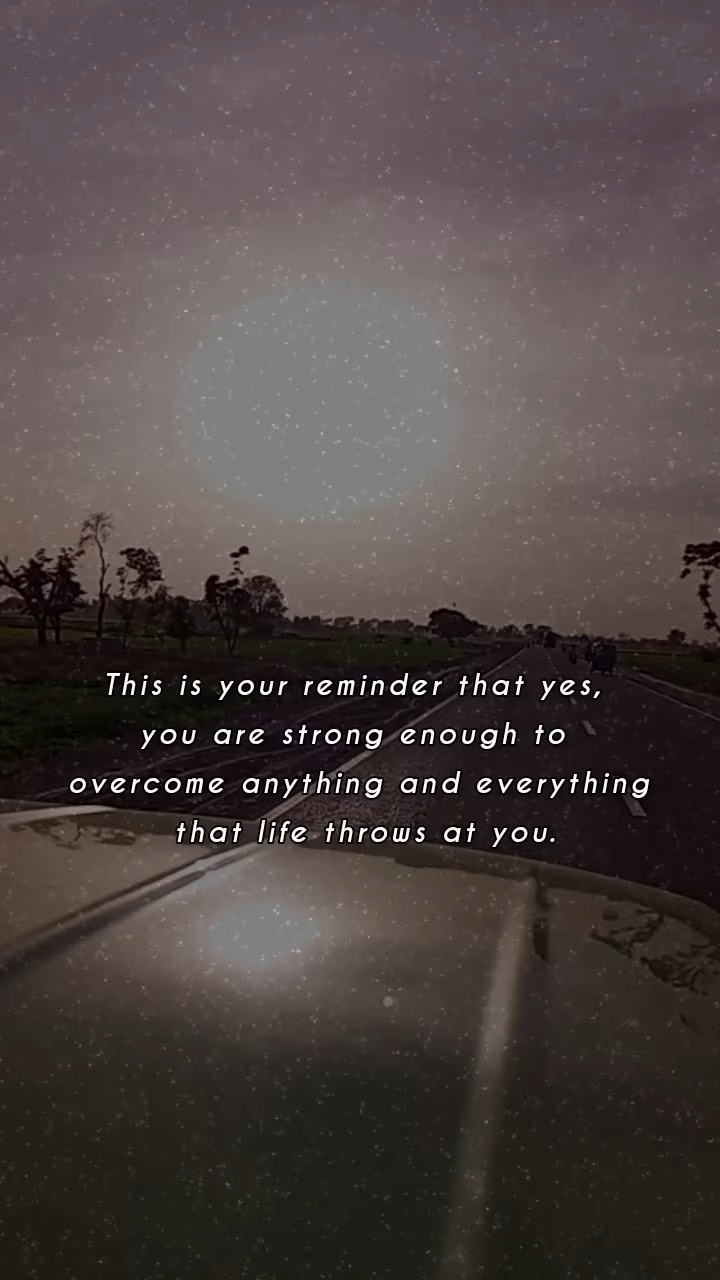 This is your reminder that yes,
you are strong enough to
overcome anything and everything
that life throws at you.